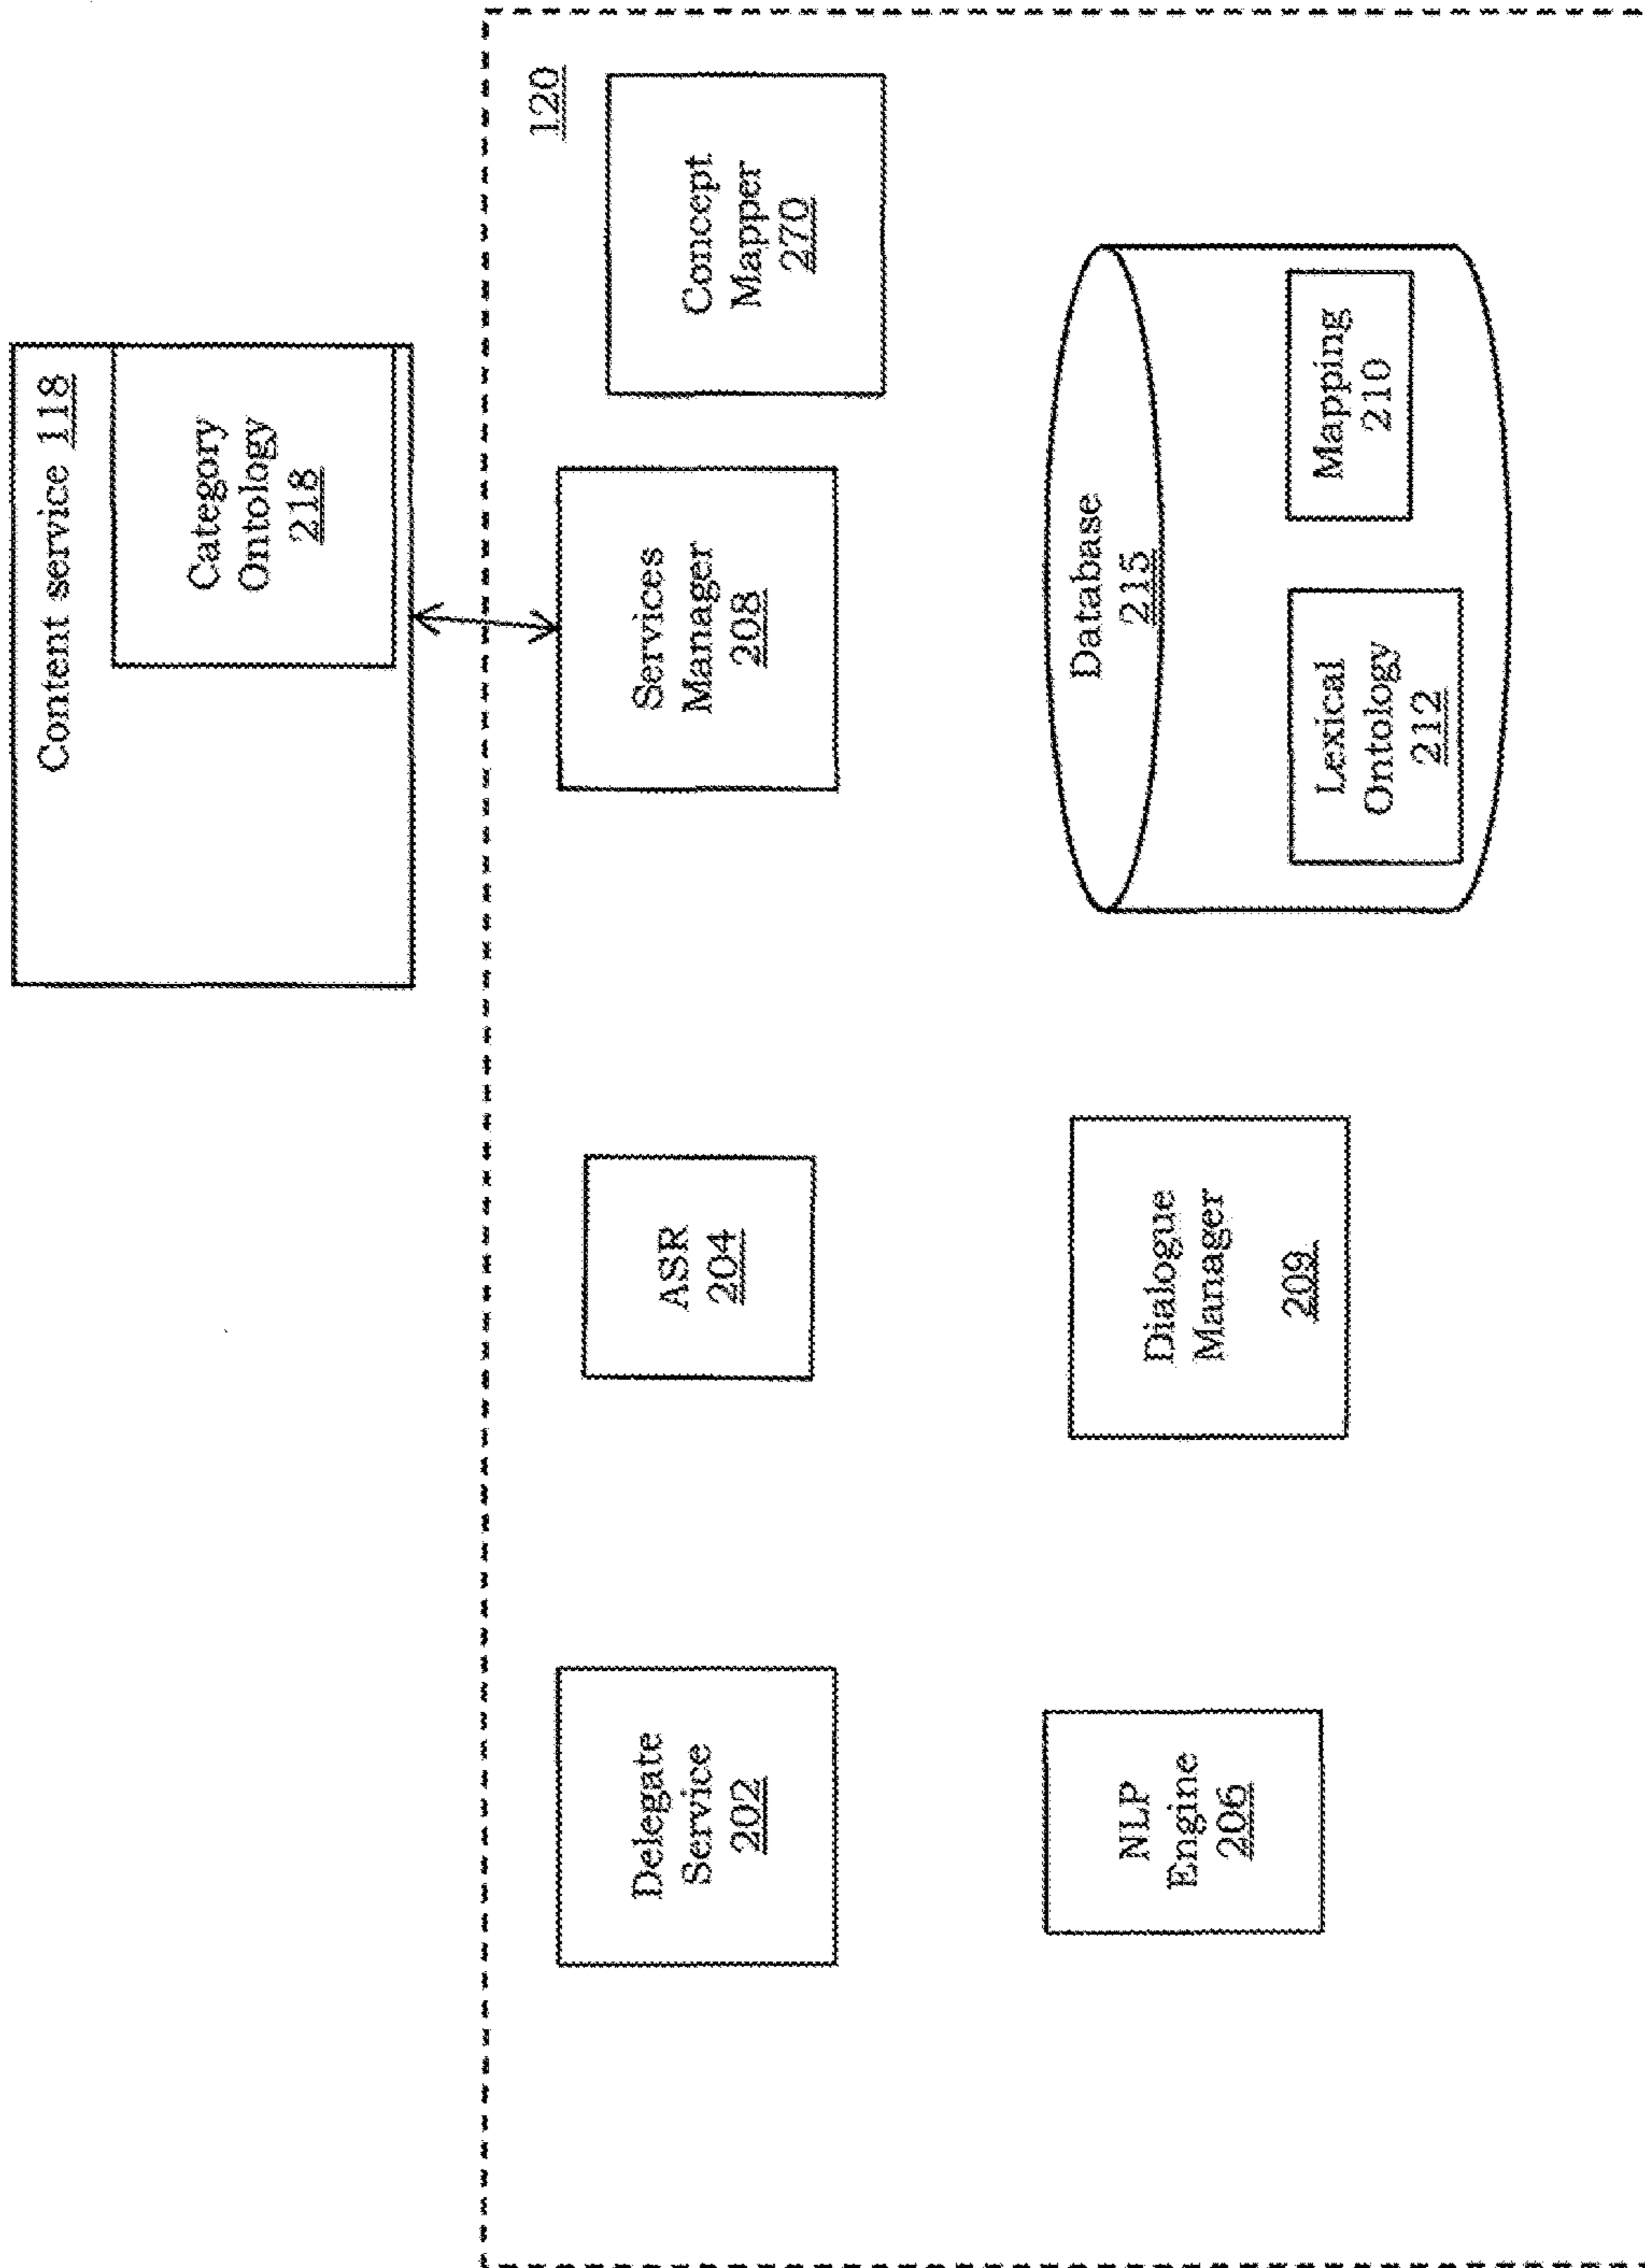 Content service 118
Category
Ontology
218
120
Delegate
Service
202
ASR
204
Services
Manager
208
Concept
Mapper
270
NLP
Engine
206
Dialogue
Manager
209
Database
215
Lexical
Ontology
212
Mapping
210